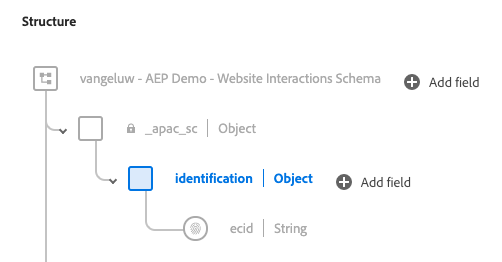 Structure
vangeluw - AEP Demo - Website Interactions Schema Add field
_apac_sc Object
identification Object Add field
ecid String